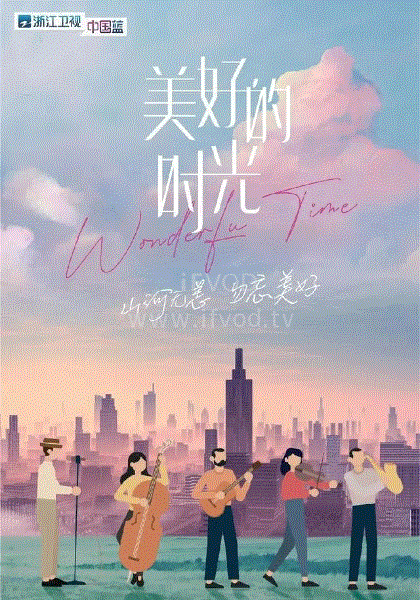 浙江卫视 中国蓝
美好的
时光
Wonderful Time
iFVOD
山河无恙 勿忘美好
www.ifvod.tv